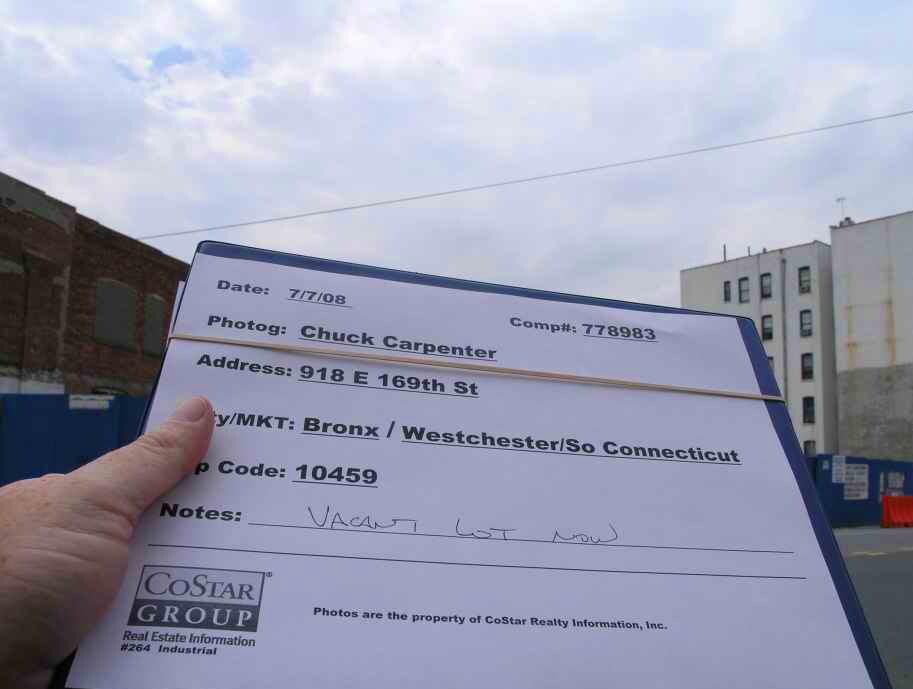 Date: 7/7/08
Comp#: 778983
Photog: Chuck Carpenter
Address: 918 E 169th St
ty/MKT: Bronx / Westchester/So Connecticut
p Code: 10459
Notes: VACANT LOT NOW
COSTAR®
GROUP
Real Estate Information
#264 Industrial
Photos are the property of CoStar Realty Information, Inc.